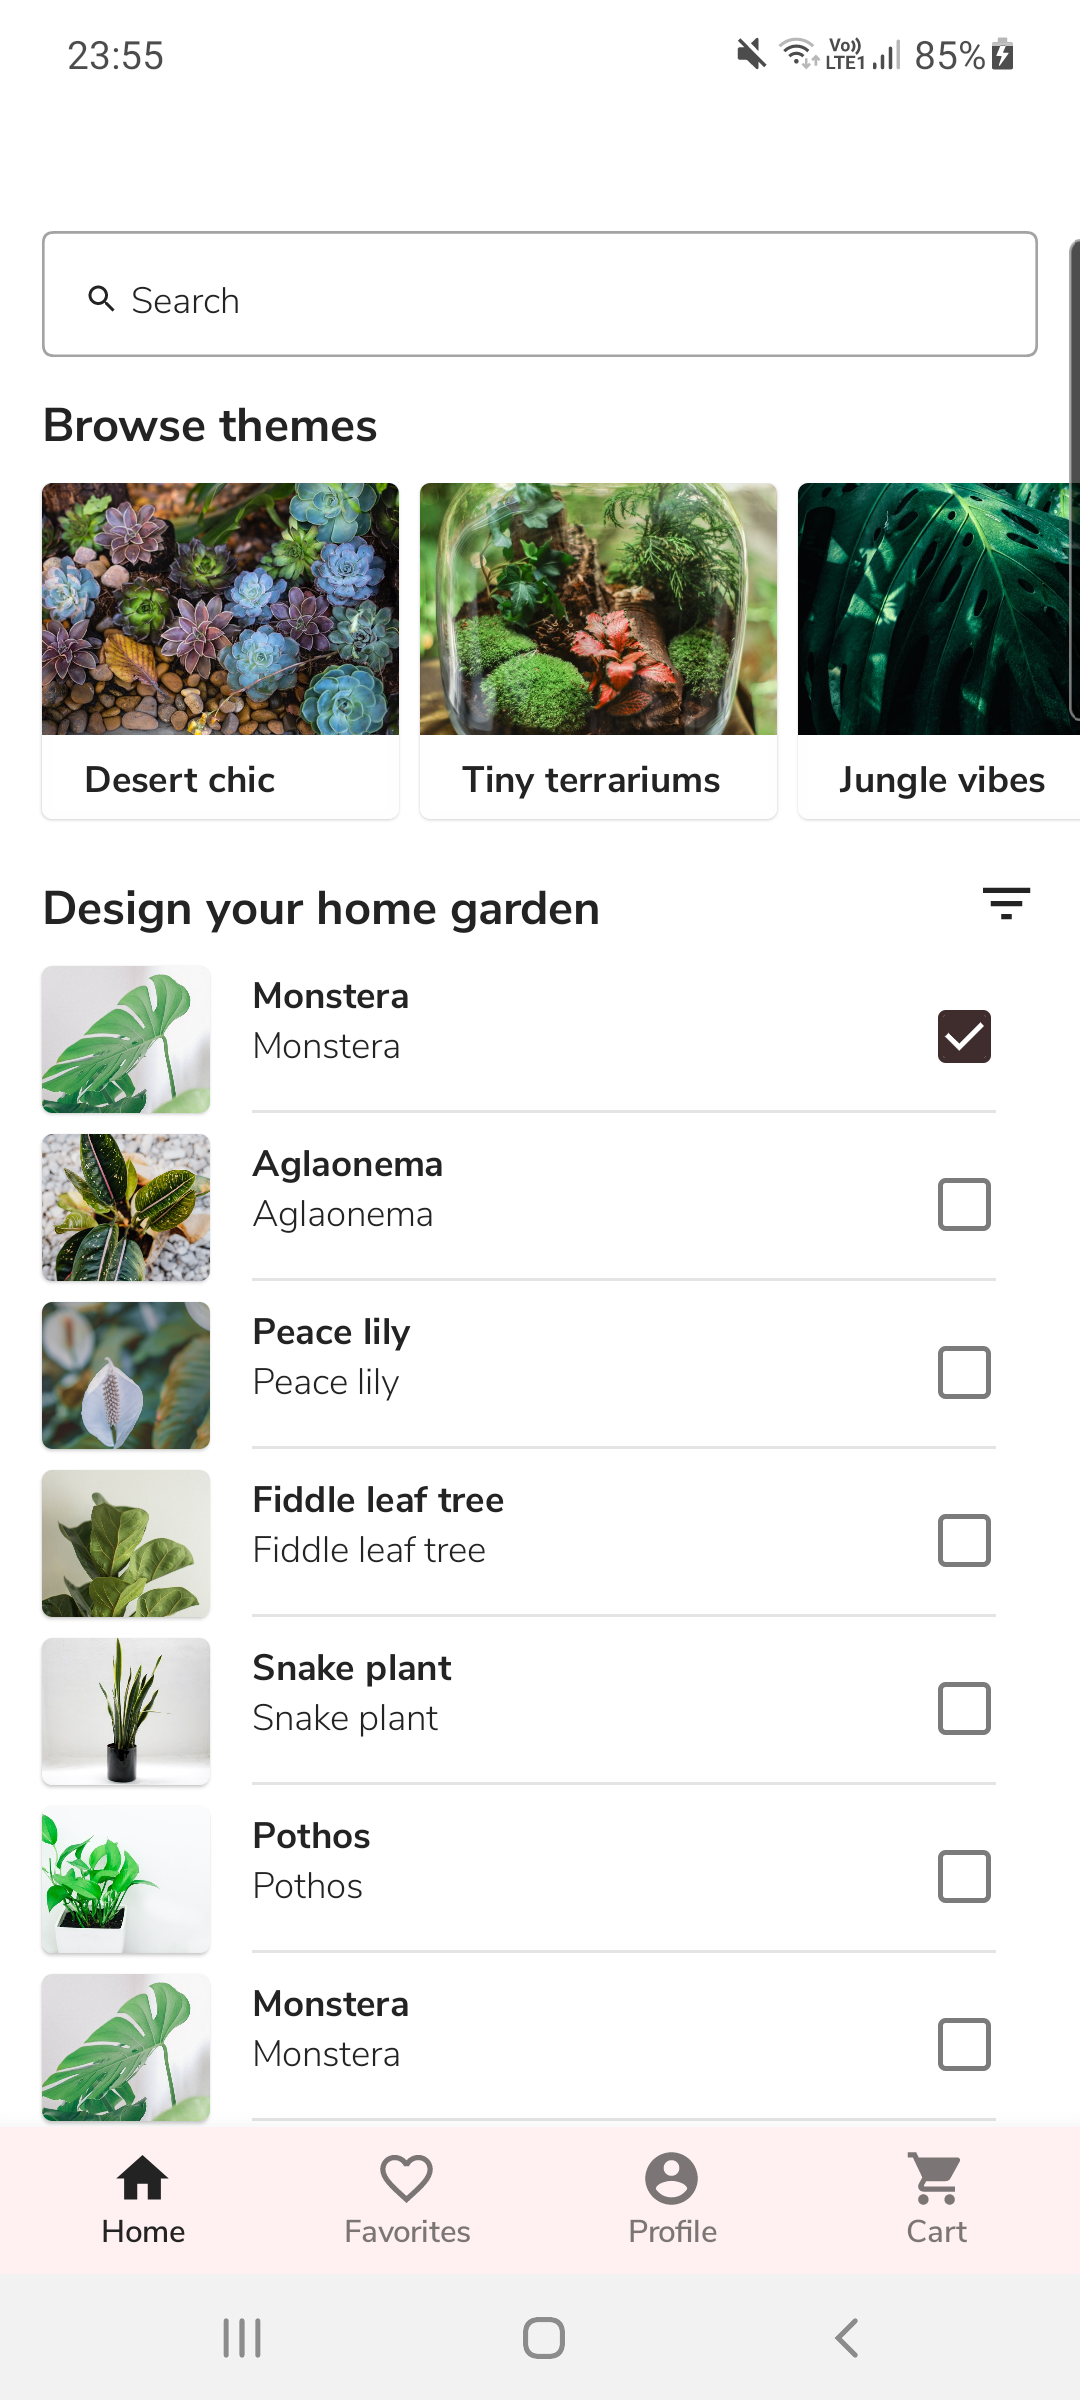 23:55
Vo)) LTE1 85%
Search
Browse themes
Desert chic
Tiny terrariums
Jungle vibes
Design your home garden
Monstera
Monstera
Aglaonema
Aglaonema
Peace lily
Peace lily
Fiddle leaf tree
Fiddle leaf tree
Snake plant
Snake plant
Pothos
Pothos
Monstera
Monstera
Home
Favorites
Profile
Cart